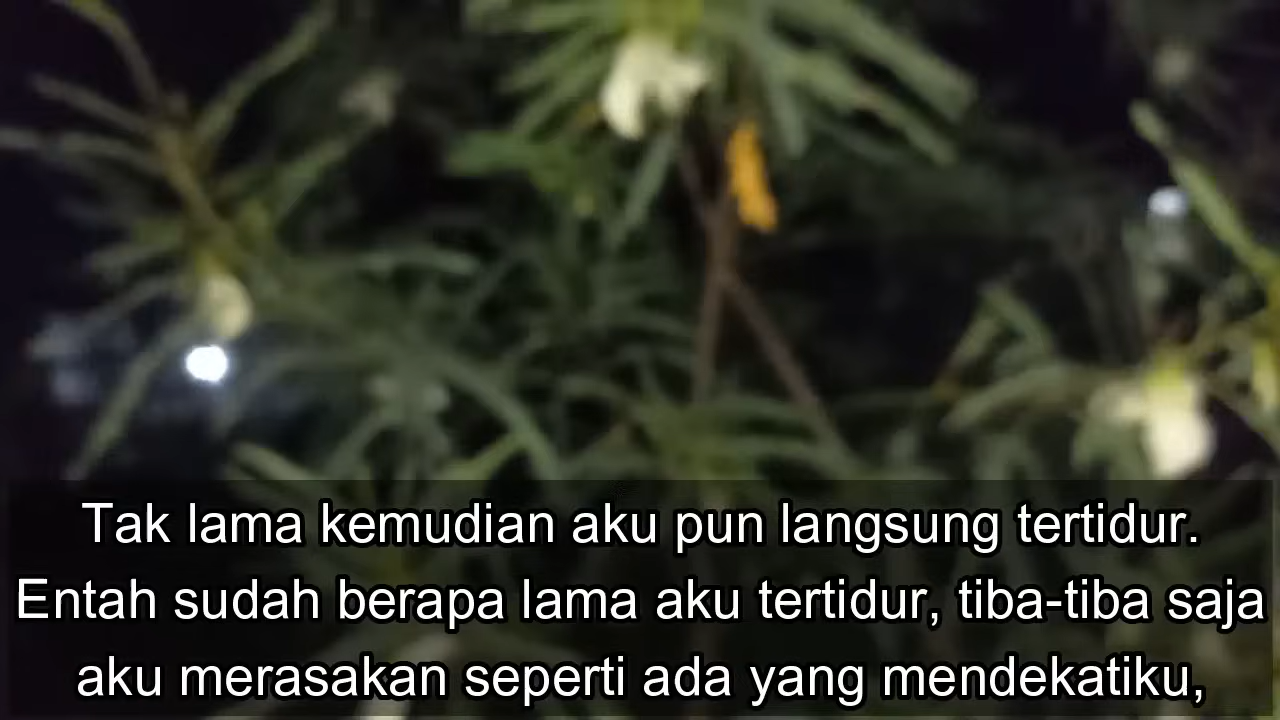 Tak lama kemudian aku pun langsung tertidur.
Entah sudah berapa lama aku tertidur, tiba-tiba saja
aku merasakan seperti ada yang mendekatiku,